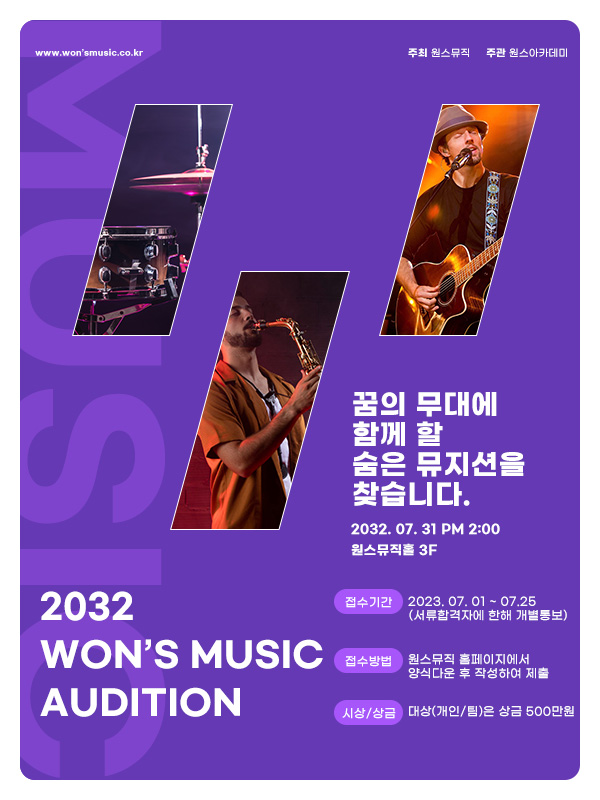 www.won'smusic.co.kr
주최 원스뮤직 주관 원스아카데미
MUSIC
꿈의 무대에
함께 할
숨은 뮤지션을
찾습니다.
2032. 07. 31 PM 2:00
원스뮤직홀 3F
2032
WON'S MUSIC
AUDITION
접수기간 2023. 07. 01 ~ 07.25
(서류합격자에 한해 개별통보)
접수방법 원스뮤직 홈페이지에서
양식다운 후 작성하여 제출
시상/상금 대상(개인/팀)은 상금 500만원